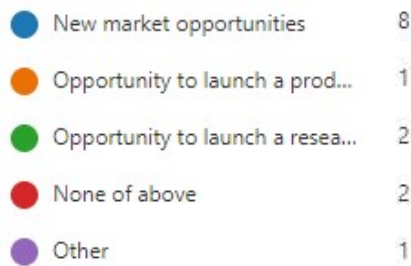 New market opportunities 8
Opportunity to launch a prod... 1
Opportunity to launch a resea... 2
None of above 2
Other 1